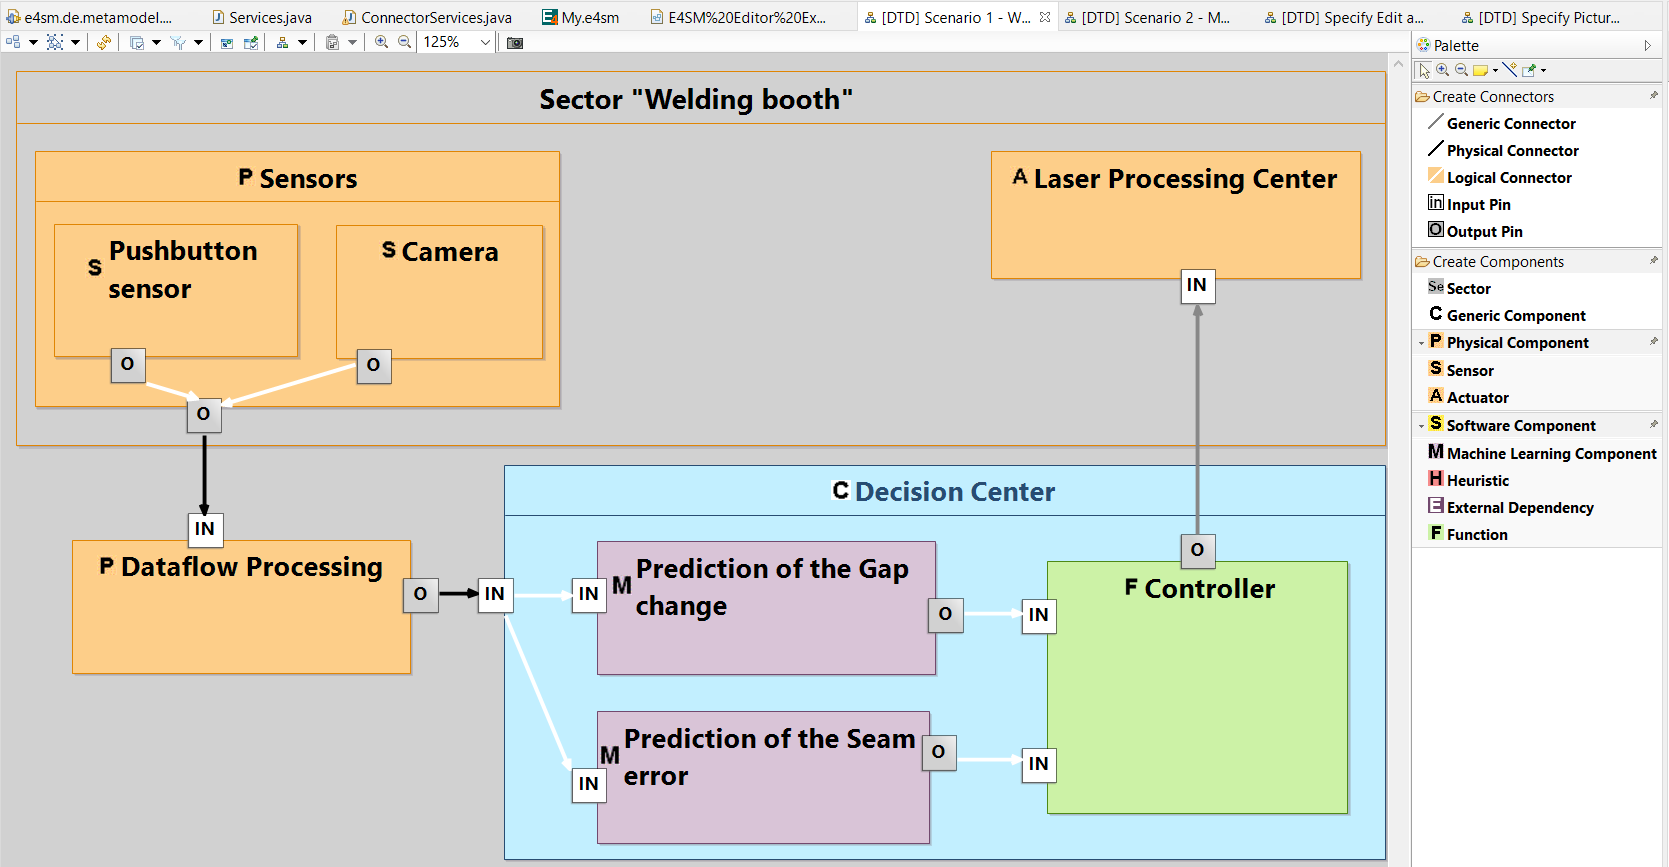 e4sm.de.metamodel.... Services.java ConnectorServices.java My.e4sm E4SM%20Editor%20Ex... [DTD] Scenario 1 - W... [DTD] Scenario 2 - M... [DTD] Specify Edit a... [DTD] Specify Pictur...
125%
Palette
Create Connectors
Generic Connector
Physical Connector
Logical Connector
in Input Pin
O Output Pin
Create Components
Se Sector
C Generic Component
P Physical Component
S Sensor
A Actuator
S Software Component
M Machine Learning Component
H Heuristic
E External Dependency
F Function
Sector "Welding booth"
P Sensors
S Pushbutton
sensor
S Camera
O
O
O
A Laser Processing Center
IN
IN
P Dataflow Processing
O
C Decision Center
IN
IN
M Prediction of the Gap
change
O
IN
M Prediction of the Seam
error
O
O
F Controller
IN
IN